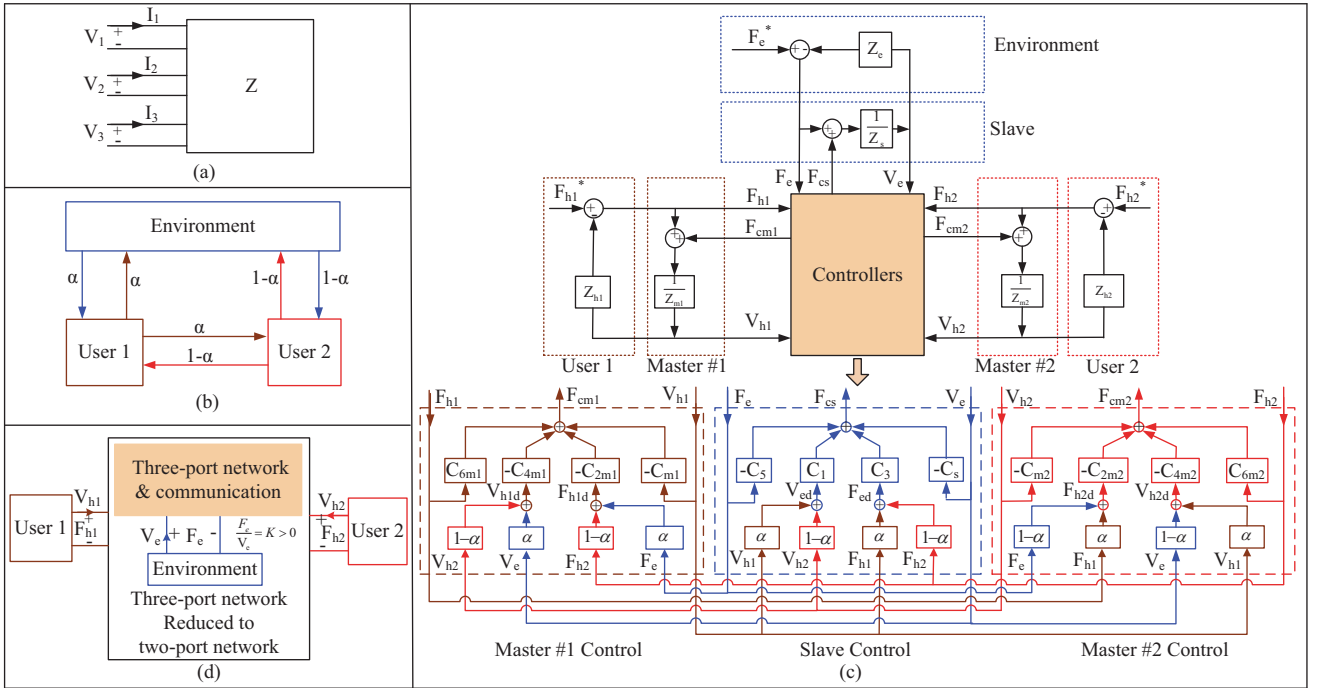 I1
V1
+
-
I2
V2
+
-
I3
V3
+
-
Z
(a)
Environment
α
α
1-α
1-α
User 1
α
1-α
User 2
(b)
Three-port network
& communication
Vh1
User 1
+
Fh1
-
Vh2
+
Fh2
-
User 2
Ve + Fe -
Fe/Ve = K > 0
Environment
Three-port network
Reduced to
two-port network
(d)
Fe*
+
-
Ze
Environment
+
+
1/Zs
Slave
Fe
Fcs
Ve
Fh1*
+
-
Fh1
+
+
Fcm1
Zh1
1/Zm1
Vh1
User 1
Master #1
Controllers
Fh2
Fh2*
-
+
+
+
Fcm2
1/Zm2
Zh2
Vh2
Master #2
User 2
Fh1
Fcm1
Vh1
Fe
Fcs
Ve
Vh2
Fcm2
Fh2
C6m1
-C4m1
-C2m1
-Cm1
-C5
C1
C3
-Cs
-Cm2
-C2m2
-C4m2
C6m2
Vh1d
Fh1d
Ved
Fed
Fh2d
Vh2d
1-α
α
1-α
α
α
1-α
α
1-α
1-α
α
1-α
α
Vh2
Ve
Fh2
Fe
Vh1
Vh2
Fh1
Fh2
Fe
Fh1
Ve
Vh1
Master #1 Control
Slave Control
Master #2 Control
(c)